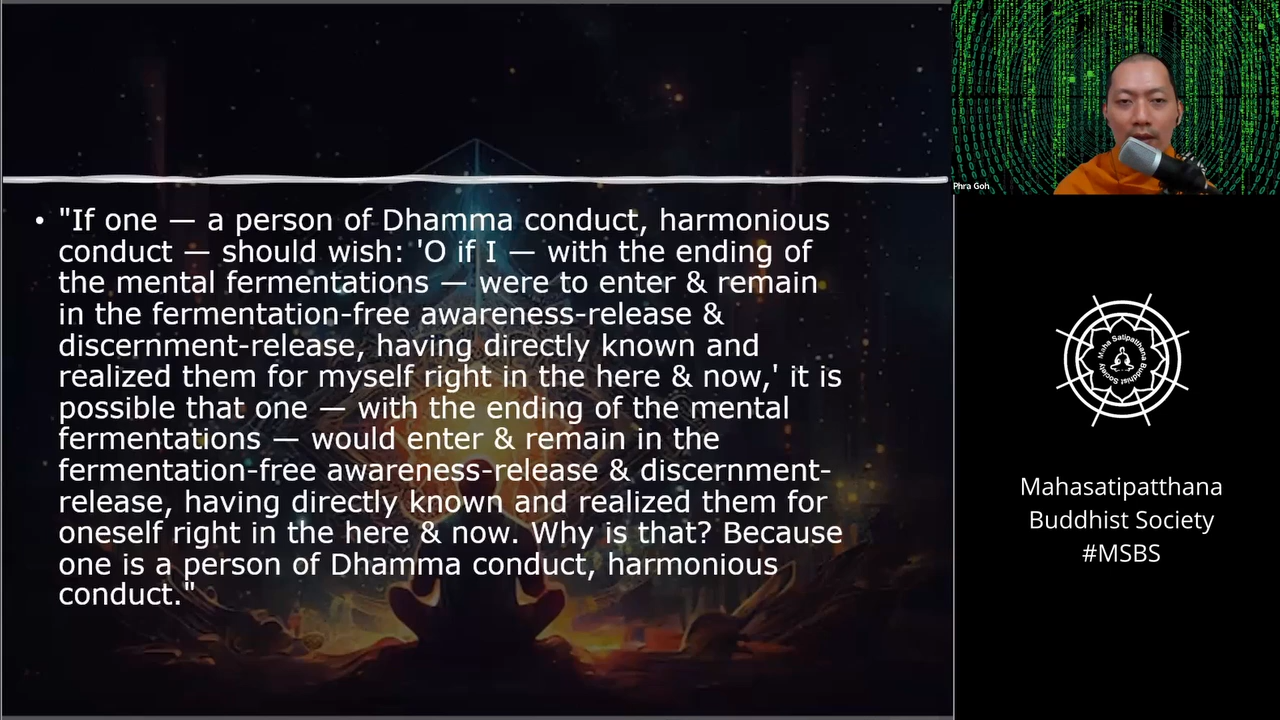 • "If one — a person of Dhamma conduct, harmonious
conduct — should wish: 'O if I — with the ending of
the mental fermentations — were to enter & remain
in the fermentation-free awareness-release &
discernment-release, having directly known and
realized them for myself right in the here & now,' it is
possible that one — with the ending of the mental
fermentations — would enter & remain in the
fermentation-free awareness-release & discernment-
release, having directly known and realized them for
oneself right in the here & now. Why is that? Because
one is a person of Dhamma conduct, harmonious
conduct."
Phra Goh
Maha Satipatthana
Buddhist Society
Mahasatipatthana
Buddhist Society
#MSBS